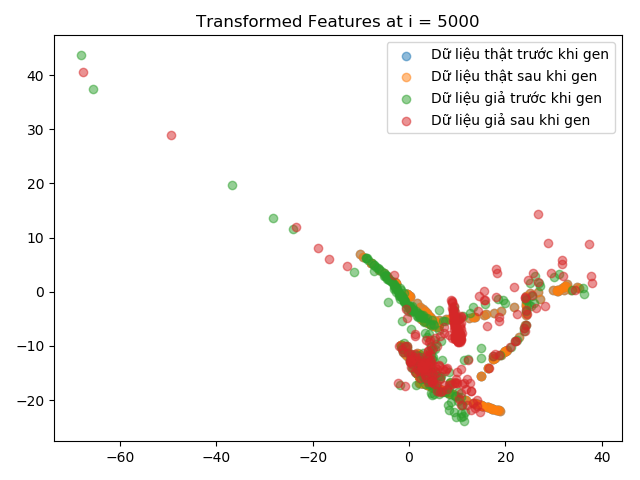 Transformed Features at i = 5000
Dữ liệu thật trước khi gen
Dữ liệu thật sau khi gen
Dữ liệu giả trước khi gen
Dữ liệu giả sau khi gen
40
30
20
10
0
−10
−20
−60 −40 −20 0 20 40